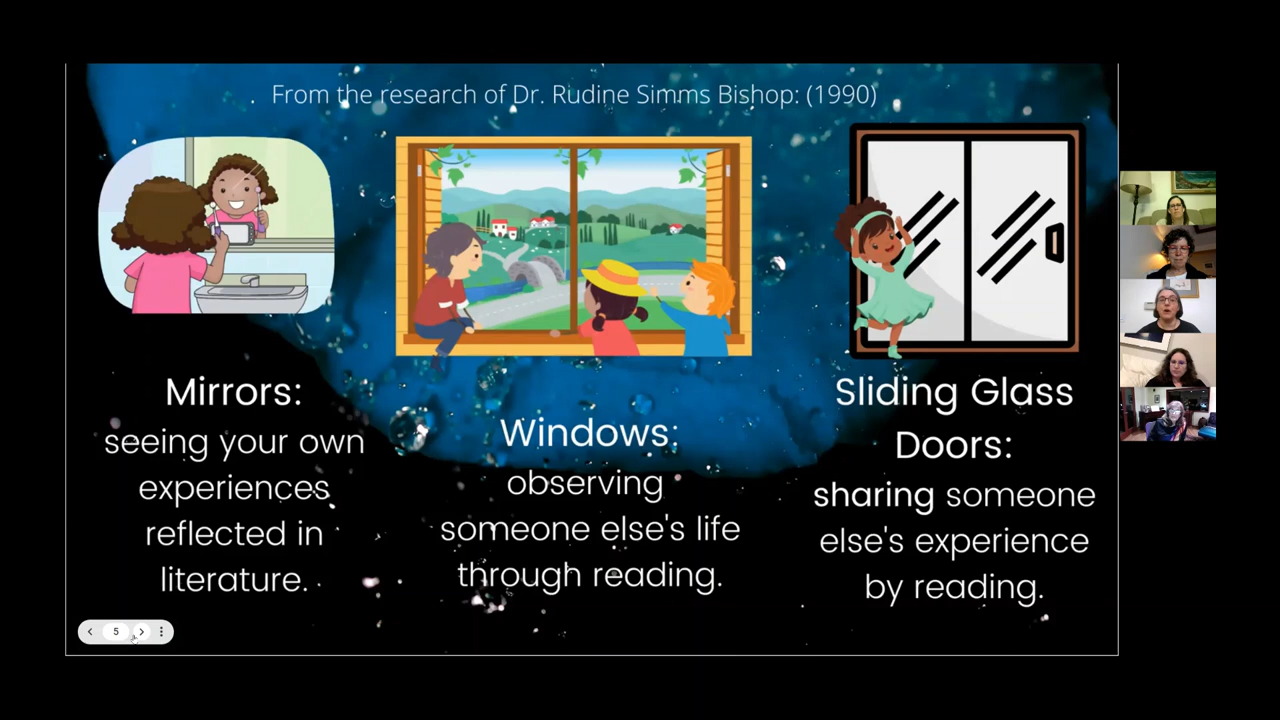 From the research of Dr. Rudine Simms Bishop: (1990)
Mirrors:
seeing your own
experiences
reflected in
literature.
Windows:
observing
someone else's life
through reading.
Sliding Glass
Doors:
sharing someone
else's experience
by reading.
5